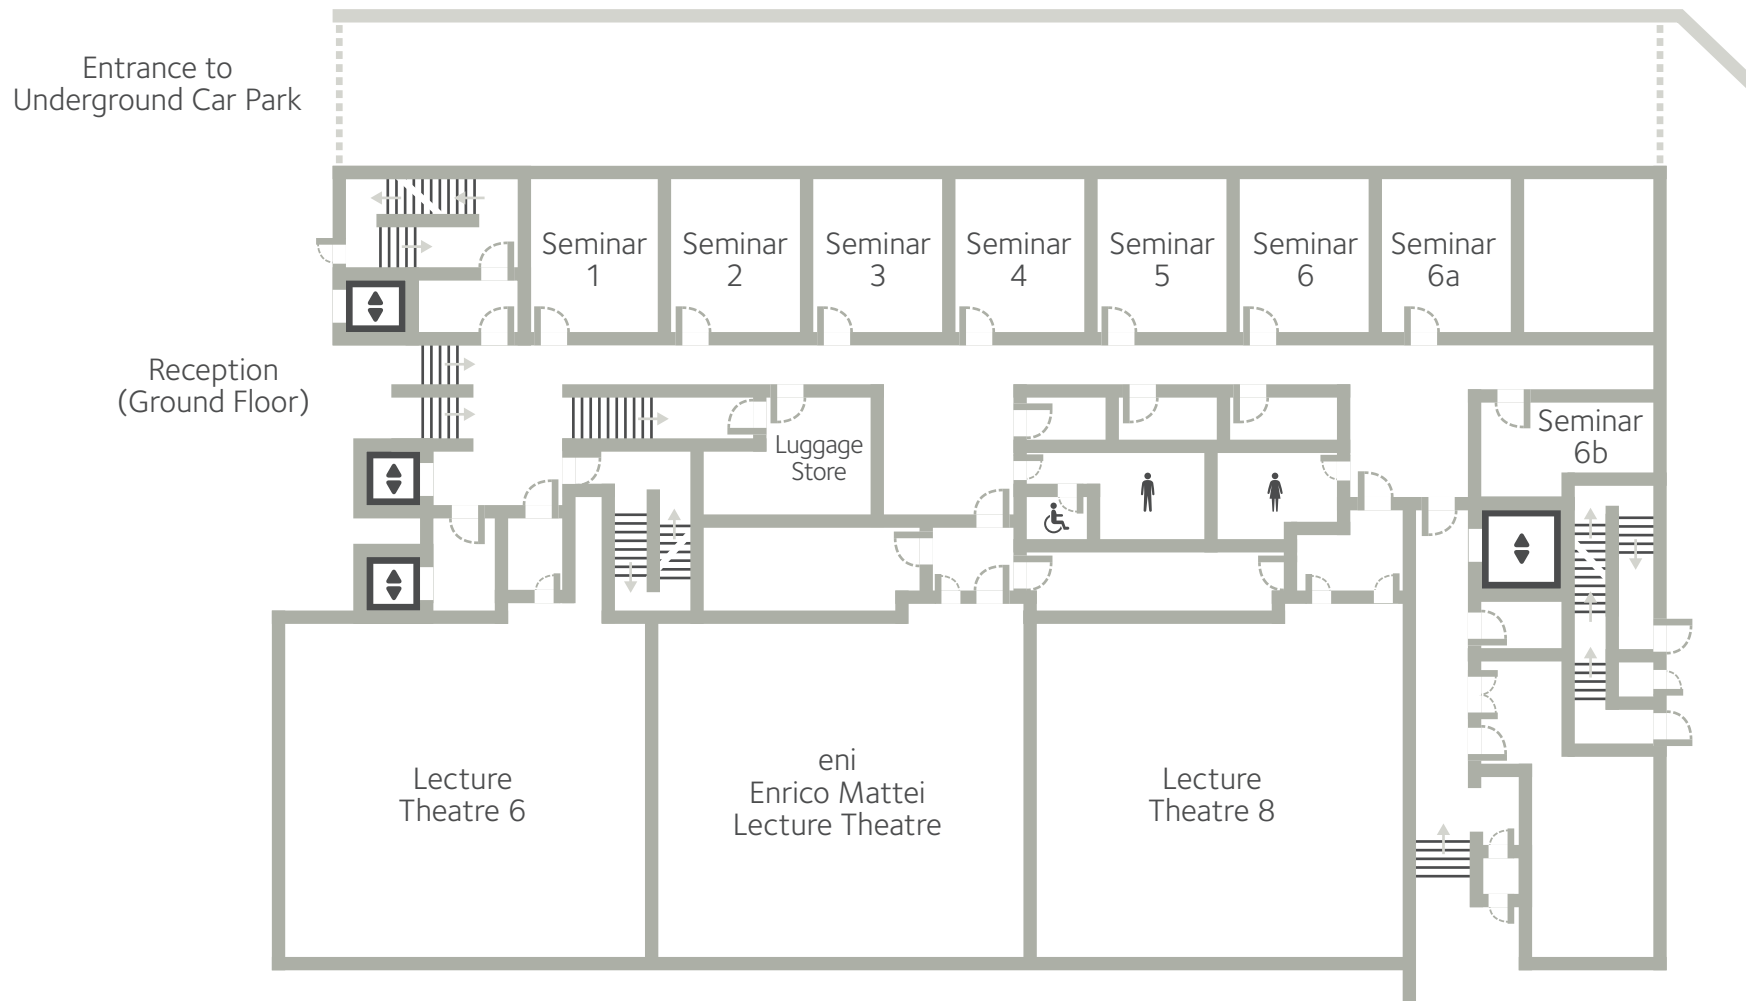 Entrance to
Underground Car Park
Seminar
1
Seminar
2
Seminar
3
Seminar
4
Seminar
5
Seminar
6
Seminar
6a
Reception
(Ground Floor)
Luggage
Store
Seminar
6b
Lecture
Theatre 6
eni
Enrico Mattei
Lecture Theatre
Lecture
Theatre 8